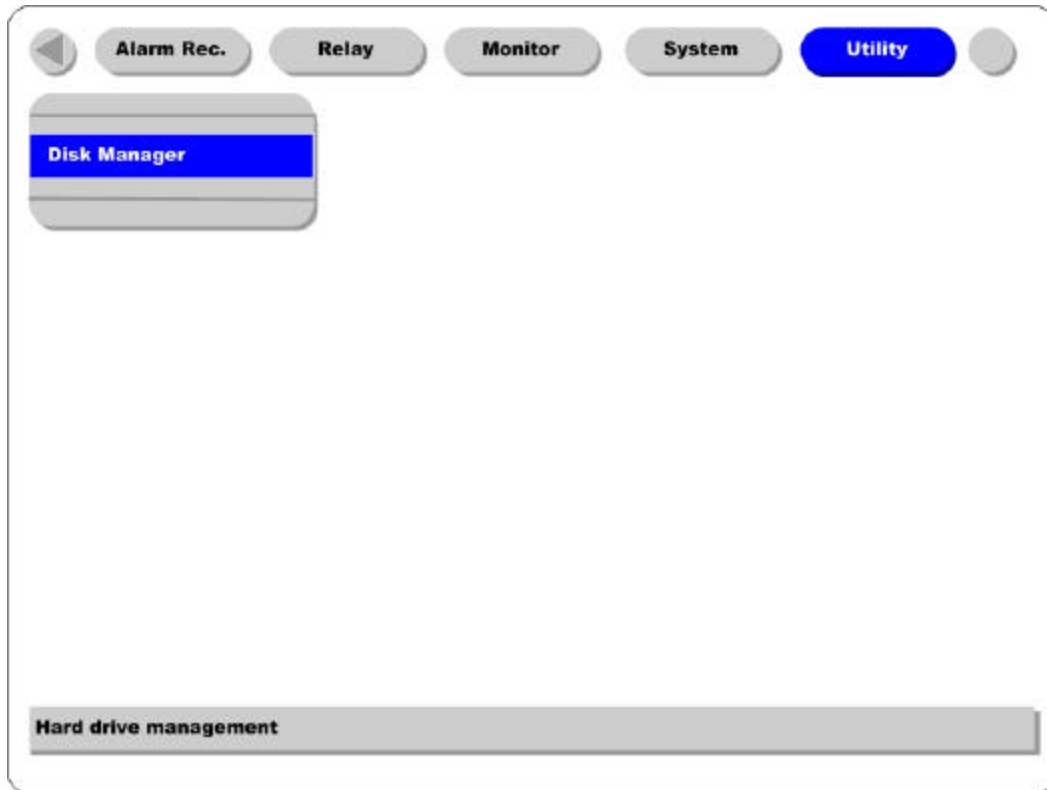 Alarm Rec. Relay Monitor System Utility
Disk Manager
Hard drive management